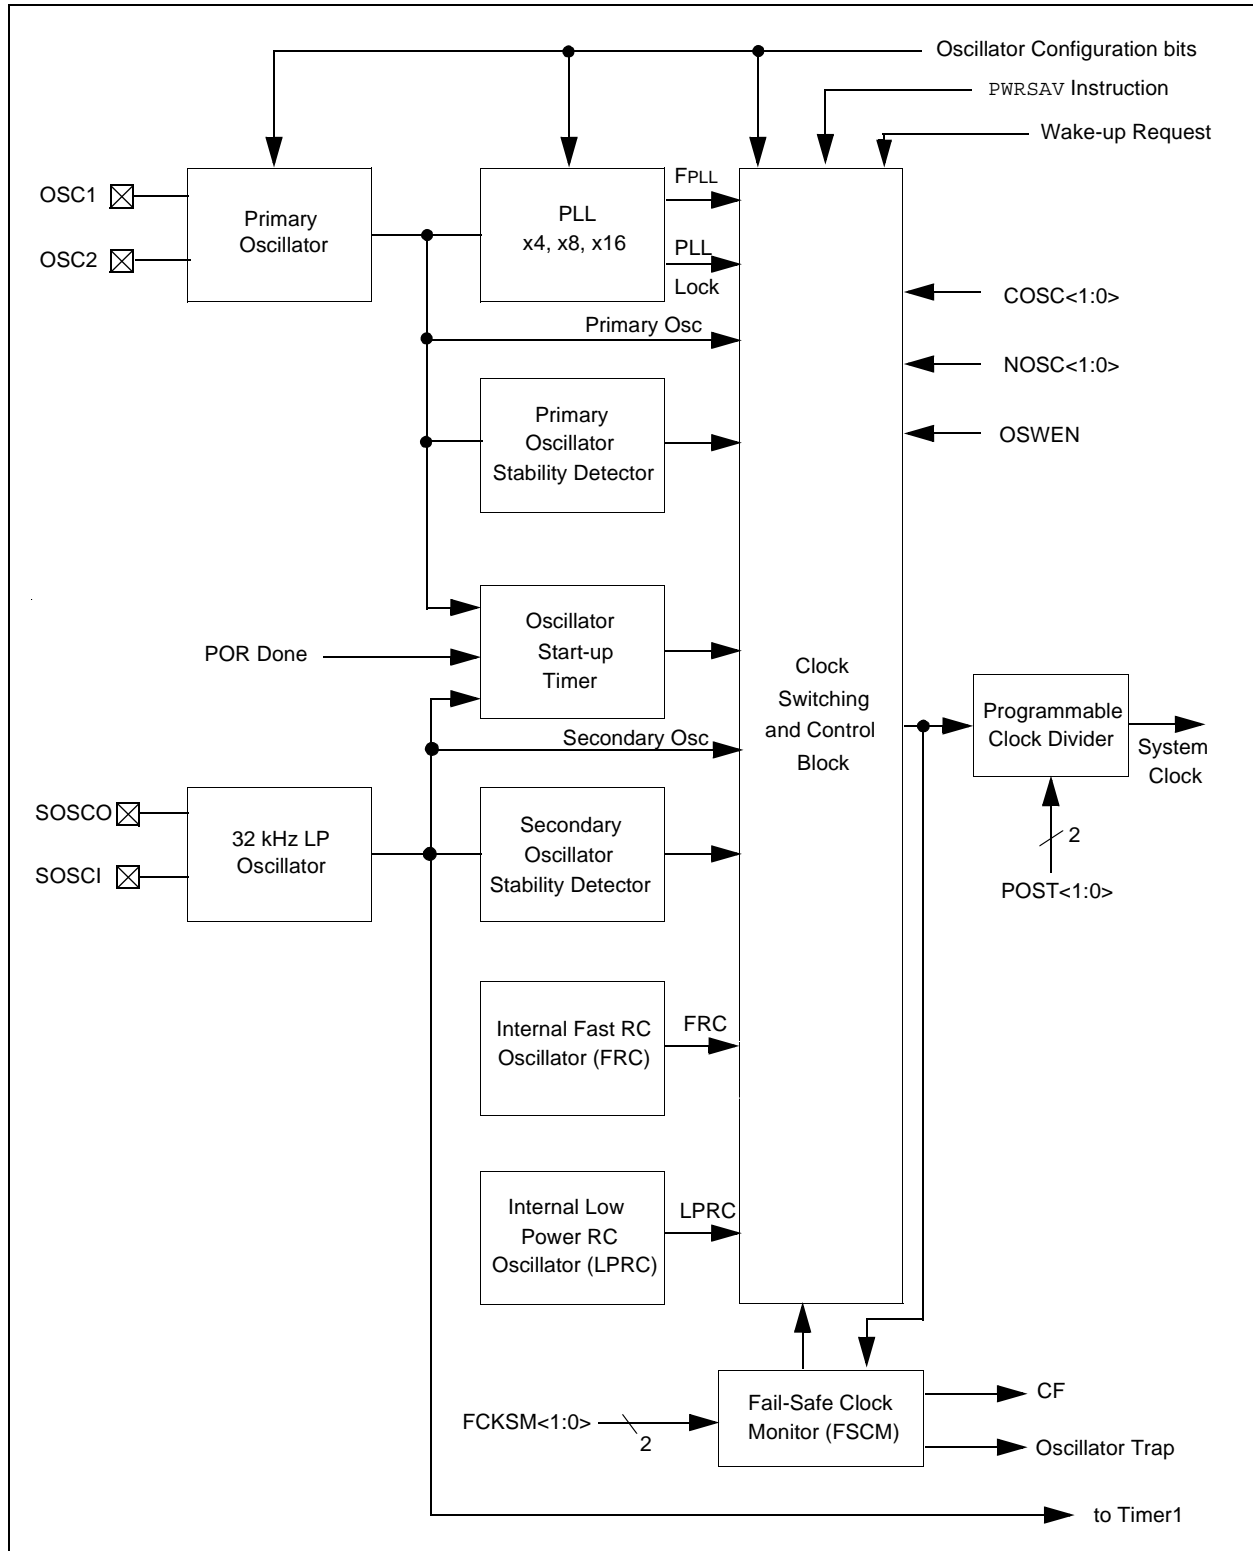 Oscillator Configuration bits
PWRSAV Instruction
Wake-up Request
OSC1
OSC2
Primary
Oscillator
PLL
x4, x8, x16
FPLL
PLL
Lock
Primary Osc
COSC<1:0>
NOSC<1:0>
OSWEN
Primary
Oscillator
Stability Detector
POR Done
Oscillator
Start-up
Timer
Secondary Osc
Clock
Switching
and Control
Block
Programmable
Clock Divider
System
Clock
2
POST<1:0>
SOSCO
SOSCI
32 kHz LP
Oscillator
Secondary
Oscillator
Stability Detector
Internal Fast RC
Oscillator (FRC)
FRC
Internal Low
Power RC
Oscillator (LPRC)
LPRC
FCKSM<1:0>
2
Fail-Safe Clock
Monitor (FSCM)
CF
Oscillator Trap
to Timer1